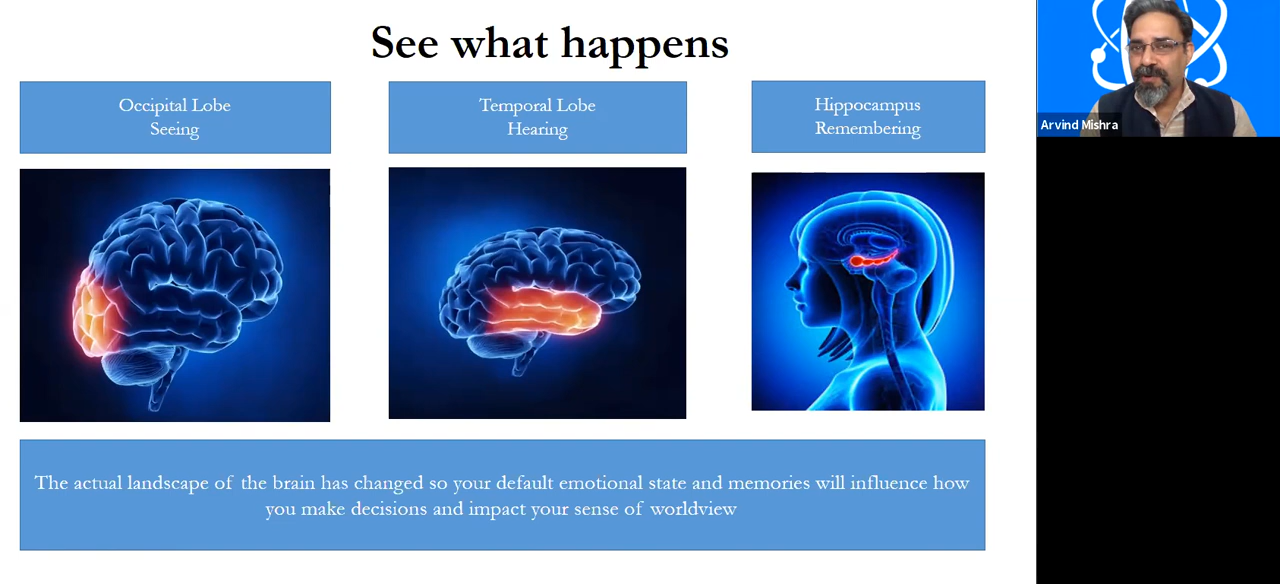 See what happens
Occipital Lobe
Seeing
Temporal Lobe
Hearing
Hippocampus
Remembering
Arvind Mishra
The actual landscape of the brain has changed so your default emotional state and memories will influence how
you make decisions and impact your sense of worldview